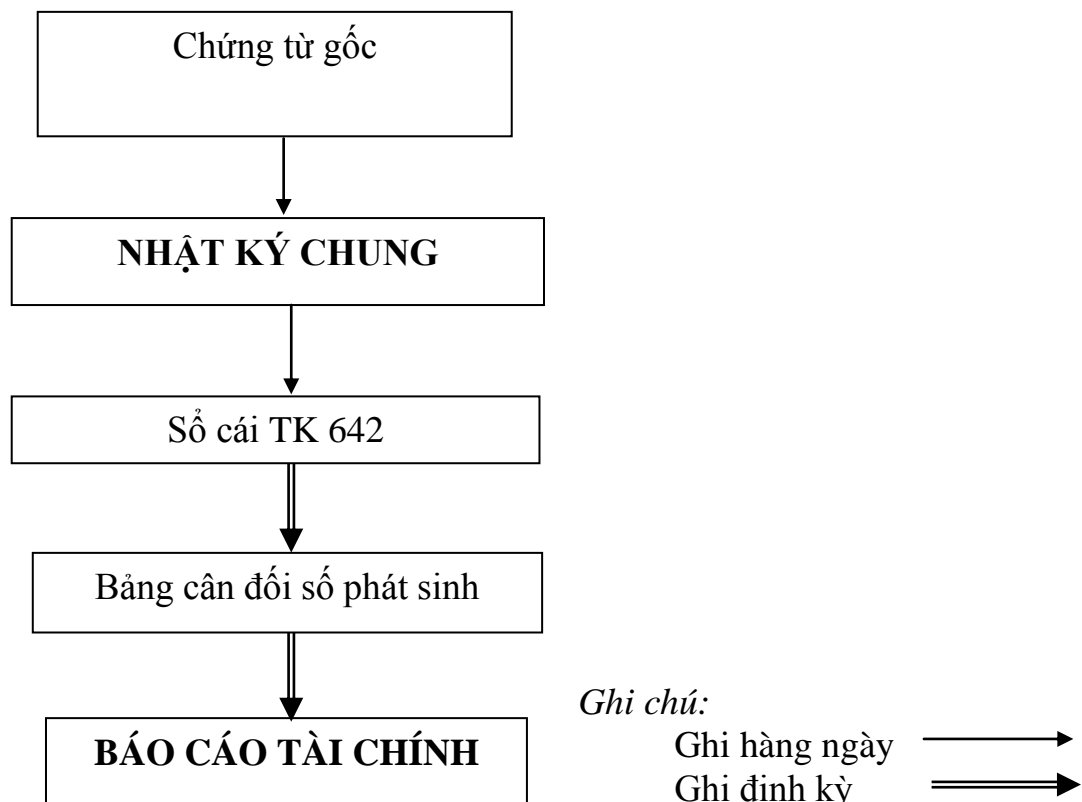 Chứng từ gốc
NHẬT KÝ CHUNG
Sổ cái TK 642
Bảng cân đối số phát sinh
BÁO CÁO TÀI CHÍNH
Ghi chú:
Ghi hàng ngày
Ghi định kỳ